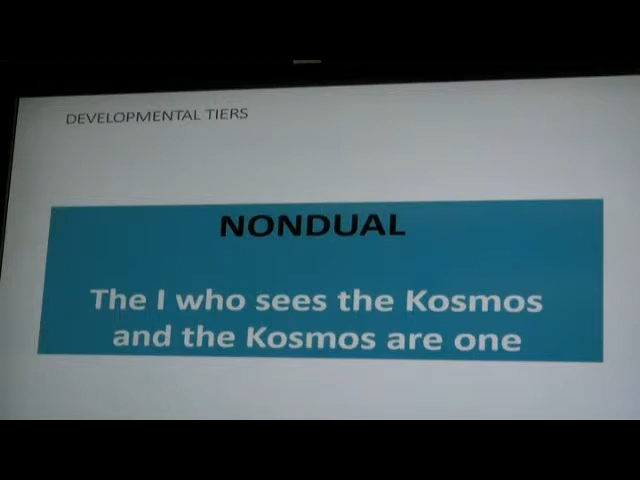 DEVELOPMENTAL TIERS
NONDUAL
The I who sees the Kosmos
and the Kosmos are one